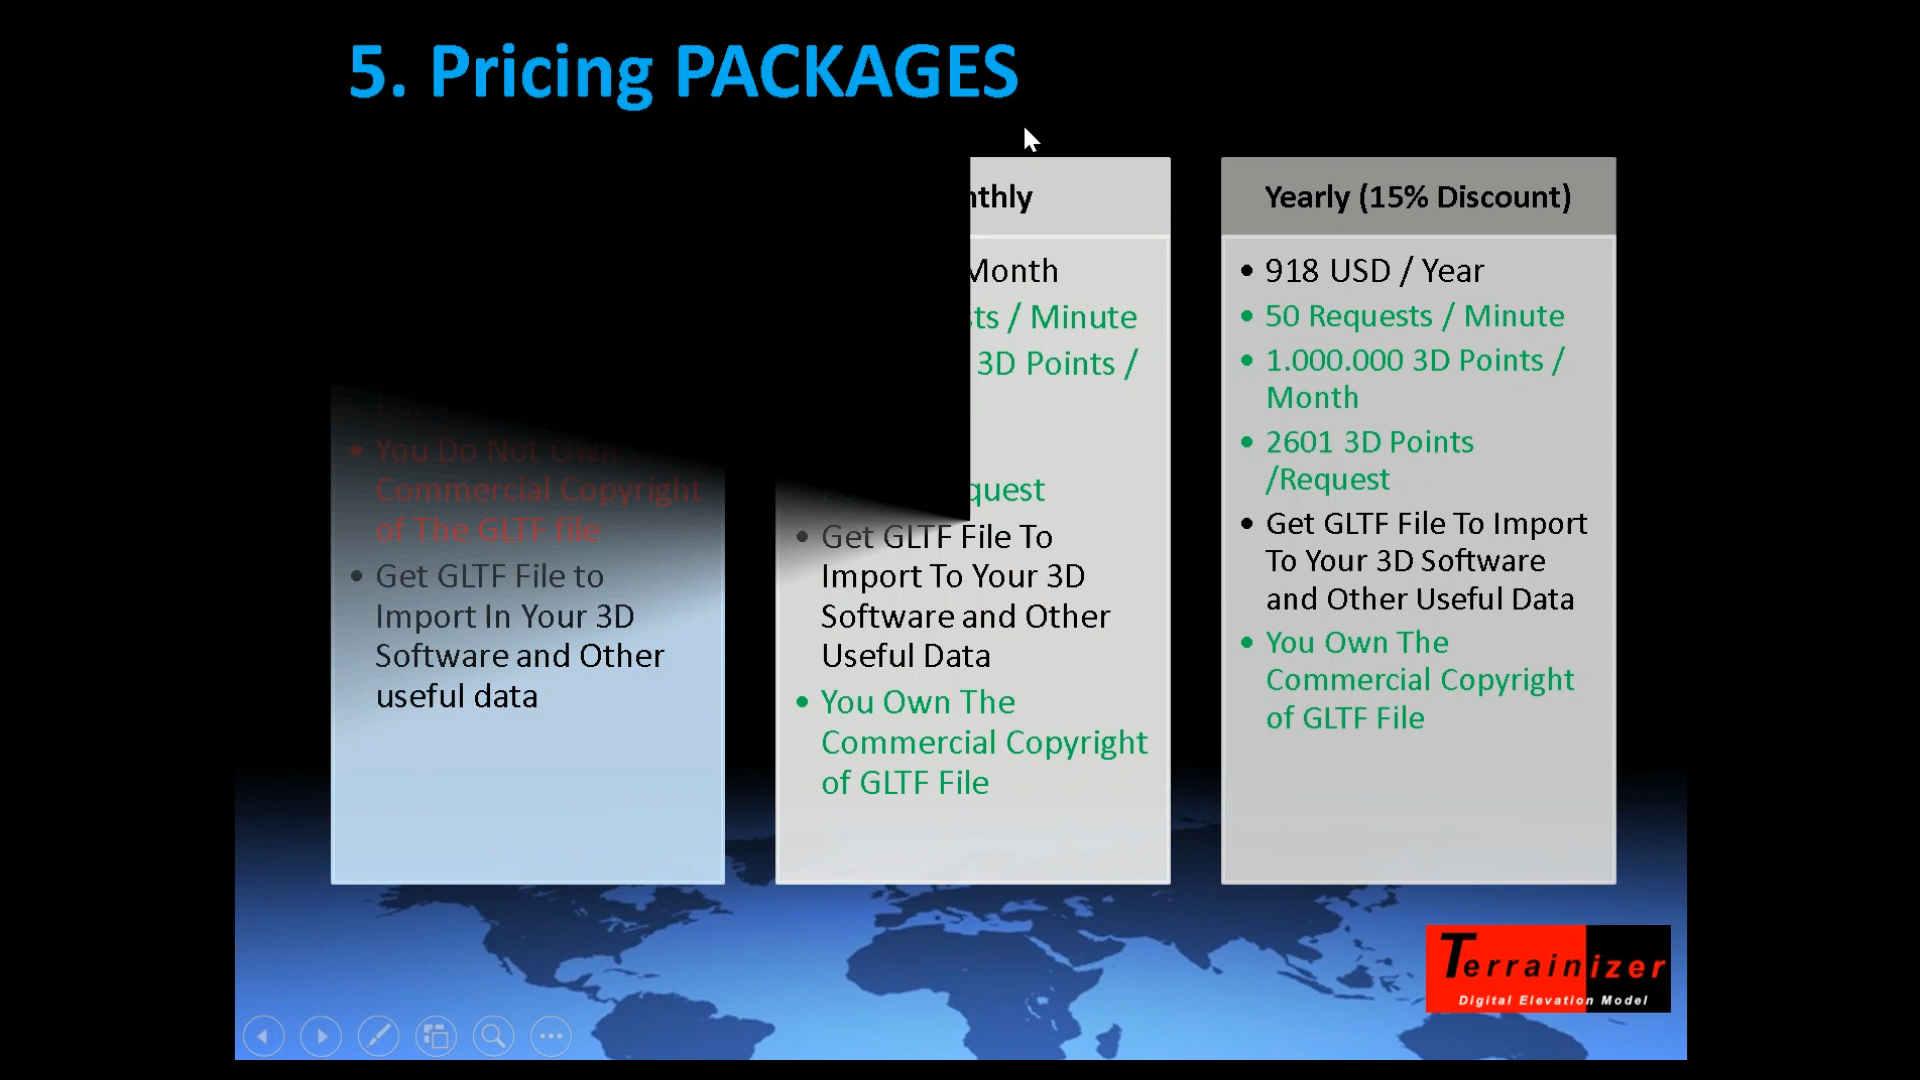 5. Pricing PACKAGES
You Do Not Own
Commercial Copyright
of The GLTF file
• Get GLTF File to
Import In Your 3D
Software and Other
useful data
nthly
Month
ts / Minute
3D Points /
quest
• Get GLTF File To
Import To Your 3D
Software and Other
Useful Data
• You Own The
Commercial Copyright
of GLTF File
Yearly (15% Discount)
• 918 USD / Year
• 50 Requests / Minute
• 1.000.000 3D Points /
Month
• 2601 3D Points
/Request
• Get GLTF File To Import
To Your 3D Software
and Other Useful Data
• You Own The
Commercial Copyright
of GLTF File
Terrainizer
Digital Elevation Model